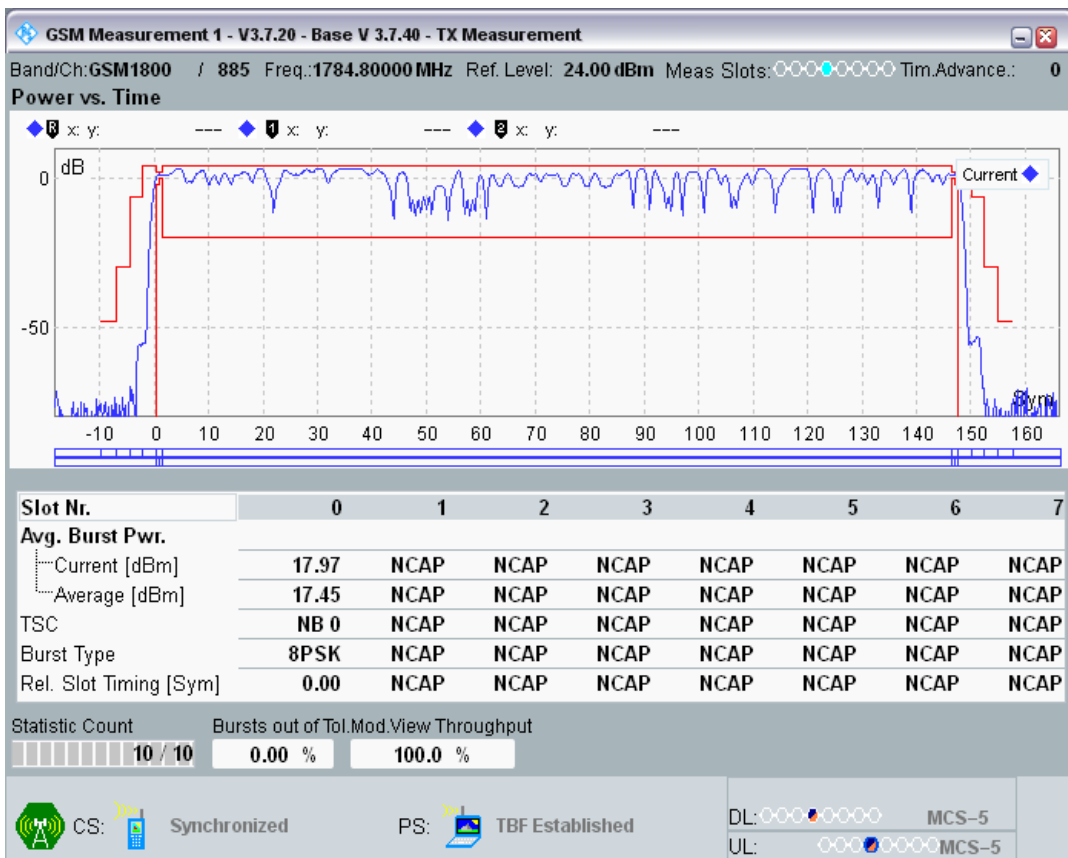 GSM Measurement 1 - V3.7.20 - Base V 3.7.40 - TX Measurement
Band/Ch:GSM1800 / 885 Freq.:1784.80000 MHz Ref. Level: 24.00 dBm Meas Slots: Tim.Advance.: 0
Power vs. Time
R x: y: --- 1 x: y: --- 2 x: y: ---
dB
Current
0
-50
Sym
-10 0 10 20 30 40 50 60 70 80 90 100 110 120 130 140 150 160
Slot Nr. 0 1 2 3 4 5 6 7
Avg. Burst Pwr.
Current [dBm] 17.97 NCAP NCAP NCAP NCAP NCAP NCAP NCAP
Average [dBm] 17.45 NCAP NCAP NCAP NCAP NCAP NCAP NCAP
TSC NB 0 NCAP NCAP NCAP NCAP NCAP NCAP NCAP
Burst Type 8PSK NCAP NCAP NCAP NCAP NCAP NCAP NCAP
Rel. Slot Timing [Sym] 0.00 NCAP NCAP NCAP NCAP NCAP NCAP NCAP
Statistic Count Bursts out of Tol.Mod.View Throughput
10 / 10 0.00 % 100.0 %
CS: Synchronized PS: TBF Established
DL: MCS-5
UL: MCS-5